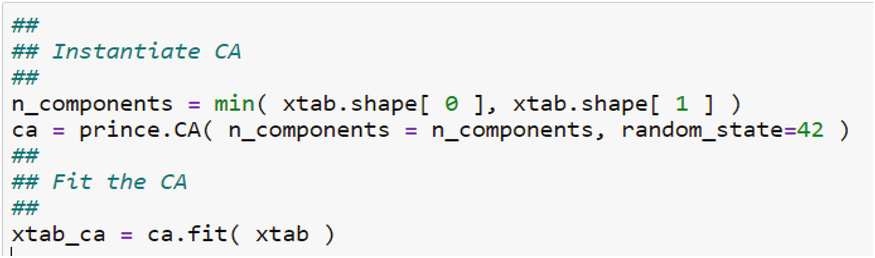 ##
## Instantiate CA
##
n_components = min( xtab.shape[ 0 ], xtab.shape[ 1 ] )
ca = prince.CA( n_components = n_components, random_state=42 )
##
## Fit the CA
##
xtab_ca = ca.fit( xtab )